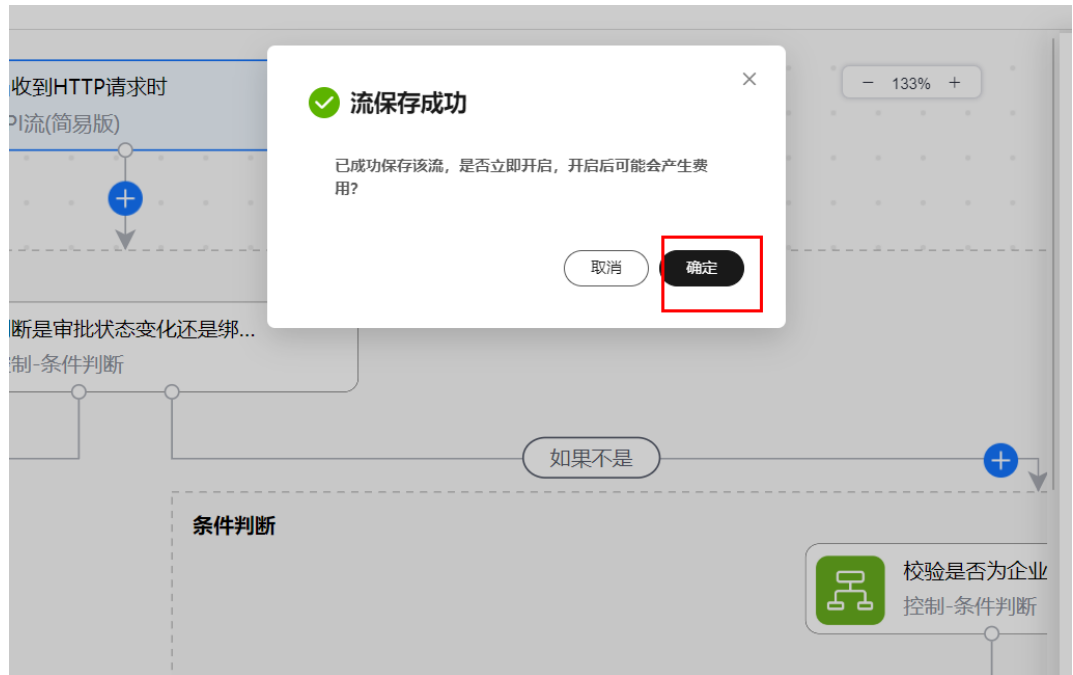 收到HTTP请求时
PI流(简易版)
流保存成功
已成功保存该流，是否立即开启，开启后可能会产生费
用?
取消
确定
− 133% +
断是审批状态变化还是绑...
制-条件判断
如果不是
条件判断
校验是否为企业
控制-条件判断